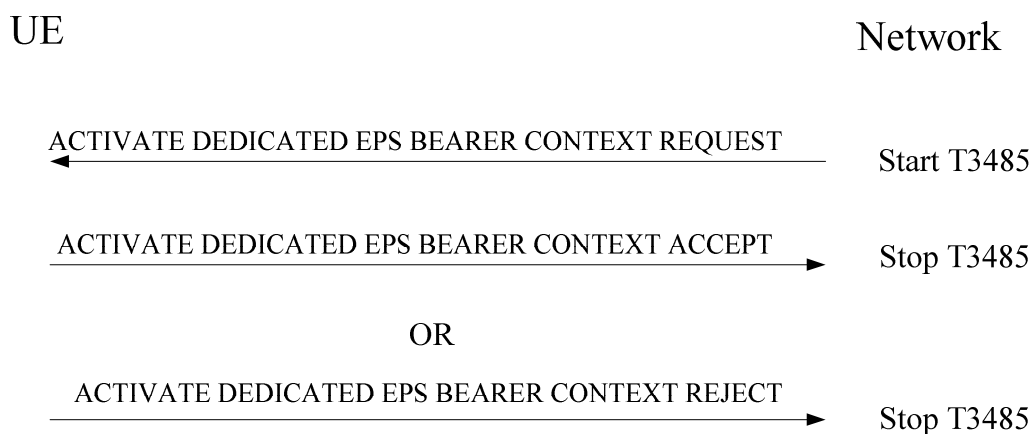 UE
Network
ACTIVATE DEDICATED EPS BEARER CONTEXT REQUEST
Start T3485
ACTIVATE DEDICATED EPS BEARER CONTEXT ACCEPT
Stop T3485
OR
ACTIVATE DEDICATED EPS BEARER CONTEXT REJECT
Stop T3485